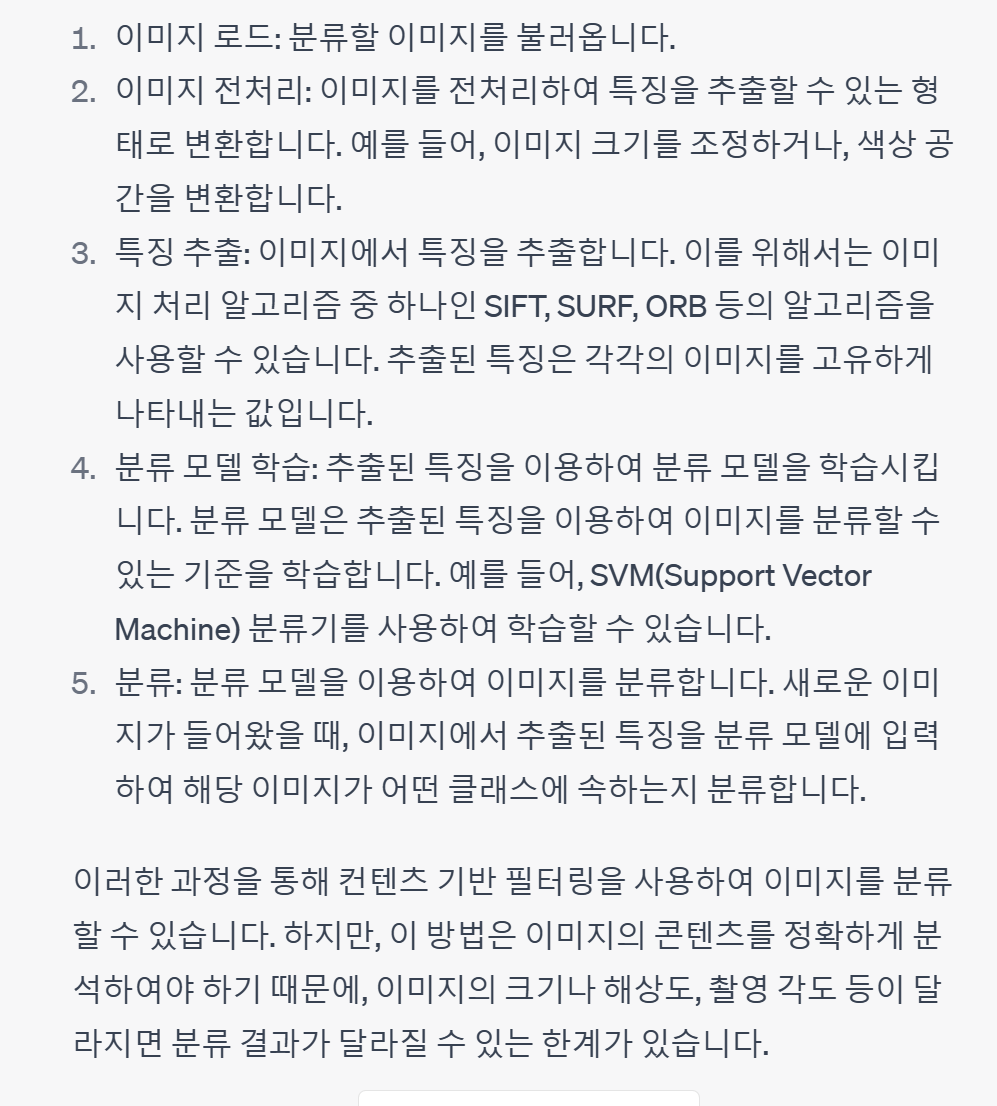 1. 이미지 로드: 분류할 이미지를 불러옵니다.
2. 이미지 전처리: 이미지를 전처리하여 특징을 추출할 수 있는 형
태로 변환합니다. 예를 들어, 이미지 크기를 조정하거나, 색상 공
간을 변환합니다.
3. 특징 추출: 이미지에서 특징을 추출합니다. 이를 위해서는 이미
지 처리 알고리즘 중 하나인 SIFT, SURF, ORB 등의 알고리즘을
사용할 수 있습니다. 추출된 특징은 각각의 이미지를 고유하게
나타내는 값입니다.
4. 분류 모델 학습: 추출된 특징을 이용하여 분류 모델을 학습시킵
니다. 분류 모델은 추출된 특징을 이용하여 이미지를 분류할 수
있는 기준을 학습합니다. 예를 들어, SVM(Support Vector
Machine) 분류기를 사용하여 학습할 수 있습니다.
5. 분류: 분류 모델을 이용하여 이미지를 분류합니다. 새로운 이미
지가 들어왔을 때, 이미지에서 추출된 특징을 분류 모델에 입력
하여 해당 이미지가 어떤 클래스에 속하는지 분류합니다.
이러한 과정을 통해 컨텐츠 기반 필터링을 사용하여 이미지를 분류
할 수 있습니다. 하지만, 이 방법은 이미지의 콘텐츠를 정확하게 분
석하여야 하기 때문에, 이미지의 크기나 해상도, 촬영 각도 등이 달
라지면 분류 결과가 달라질 수 있는 한계가 있습니다.